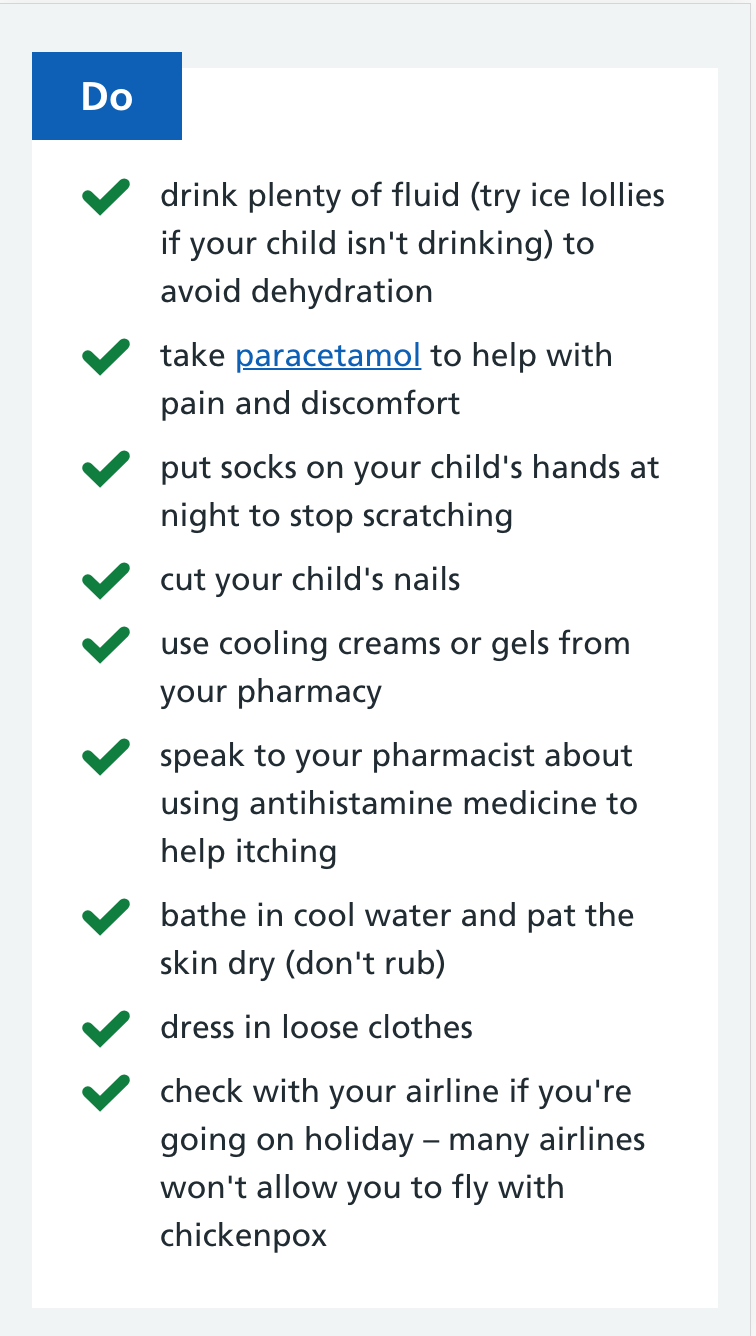 Do
drink plenty of fluid (try ice lollies
if your child isn't drinking) to
avoid dehydration
take paracetamol to help with
pain and discomfort
put socks on your child's hands at
night to stop scratching
cut your child's nails
use cooling creams or gels from
your pharmacy
speak to your pharmacist about
using antihistamine medicine to
help itching
bathe in cool water and pat the
skin dry (don't rub)
dress in loose clothes
check with your airline if you're
going on holiday – many airlines
won't allow you to fly with
chickenpox